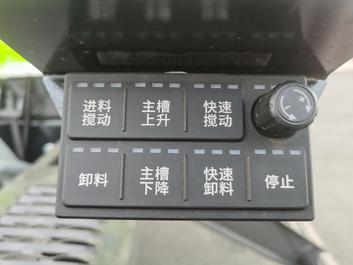 进料 主槽 快速
搅动 上升 搅动
- +
卸料 主槽 快速 停止
下降 卸料